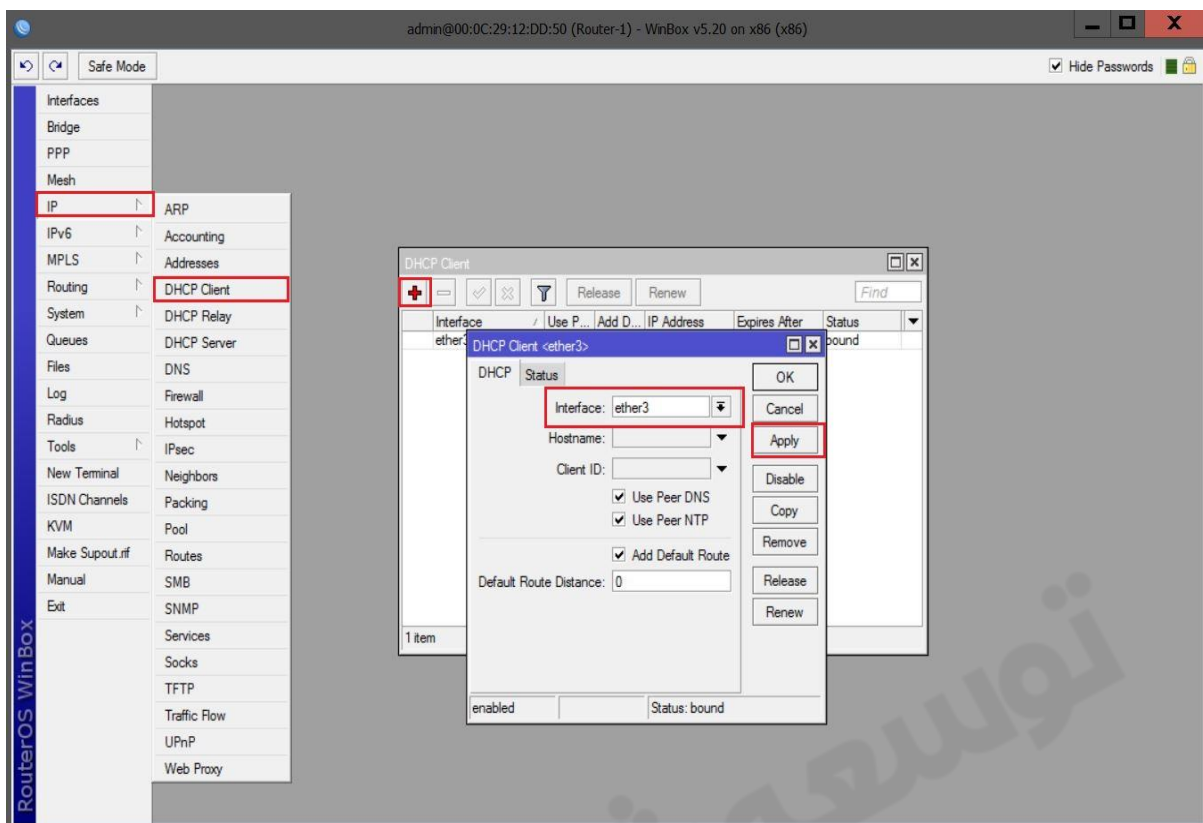 admin@00:0C:29:12:DD:50 (Router-1) - WinBox v5.20 on x86 (x86)
Safe Mode
Hide Passwords
Interfaces
Bridge
PPP
Mesh
IP
IPv6
MPLS
Routing
System
Queues
Files
Log
Radius
Tools
New Terminal
ISDN Channels
KVM
Make Supout.rif
Manual
Exit
RouterOS WinBox
ARP
Accounting
Addresses
DHCP Client
DHCP Relay
DHCP Server
DNS
Firewall
Hotspot
IPsec
Neighbors
Packing
Pool
Routes
SMB
SNMP
Services
Socks
TFTP
Traffic Flow
UPnP
Web Proxy
DHCP Client
Release Renew Find
Interface / Use P... Add D... IP Address Expires After Status
ether3 bound
1 item
DHCP Client <ether3>
DHCP Status
Interface: ether3
Hostname:
Client ID:
Use Peer DNS
Use Peer NTP
Add Default Route
Default Route Distance: 0
OK
Cancel
Apply
Disable
Copy
Remove
Release
Renew
enabled Status: bound
توسعه